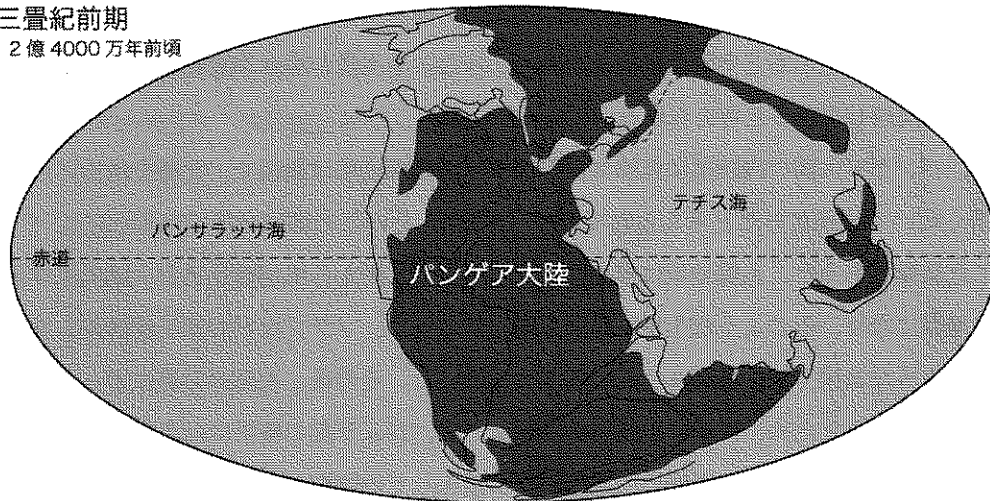 三畳紀前期
2億4000万年前頃
テチス海
パンサラッサ海
赤道
パンゲア大陸